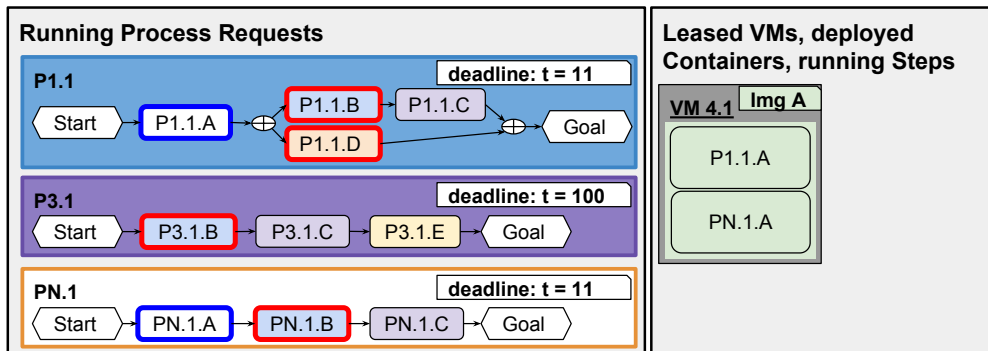 Running Process Requests
P1.1
deadline: t = 11
Start
P1.1.A
P1.1.B
P1.1.C
P1.1.D
Goal
P3.1
deadline: t = 100
Start
P3.1.B
P3.1.C
P3.1.E
Goal
PN.1
deadline: t = 11
Start
PN.1.A
PN.1.B
PN.1.C
Goal
Leased VMs, deployed
Containers, running Steps
VM 4.1
Img A
P1.1.A
PN.1.A